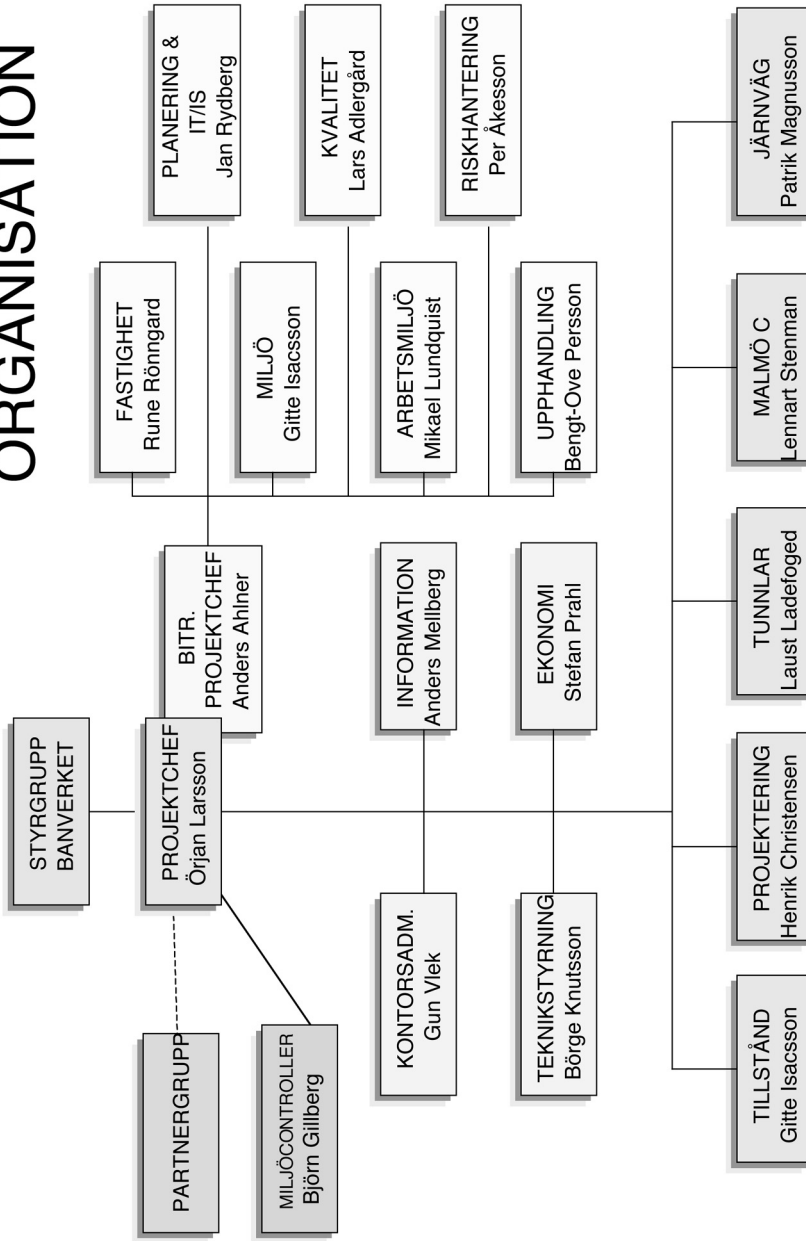 ORGANISATION
STYRGRUPP
BANVERKET
PARTNERGRUPP
PROJEKTCHEF
Örjan Larsson
BITR.
PROJEKTCHEF
Anders Ahlner
MILJÖCONTROLLER
Björn Gillberg
FASTIGHET
Rune Rönngard
PLANERING &
IT/IS
Jan Rydberg
MILJÖ
Gitte Isacsson
KVALITET
Lars Adlergård
ARBETSMILJÖ
Mikael Lundquist
RISKHANTERING
Per Åkesson
UPPHANDLING
Bengt-Ove Persson
KONTORSADM.
Gun Vlek
INFORMATION
Anders Mellberg
TEKNIKSTYRNING
Börge Knutsson
EKONOMI
Stefan Prahl
TILLSTÅND
Gitte Isacsson
PROJEKTERING
Henrik Christensen
TUNNLAR
Laust Ladefoged
MALMÖ C
Lennart Stenman
JÄRNVÄG
Patrik Magnusson